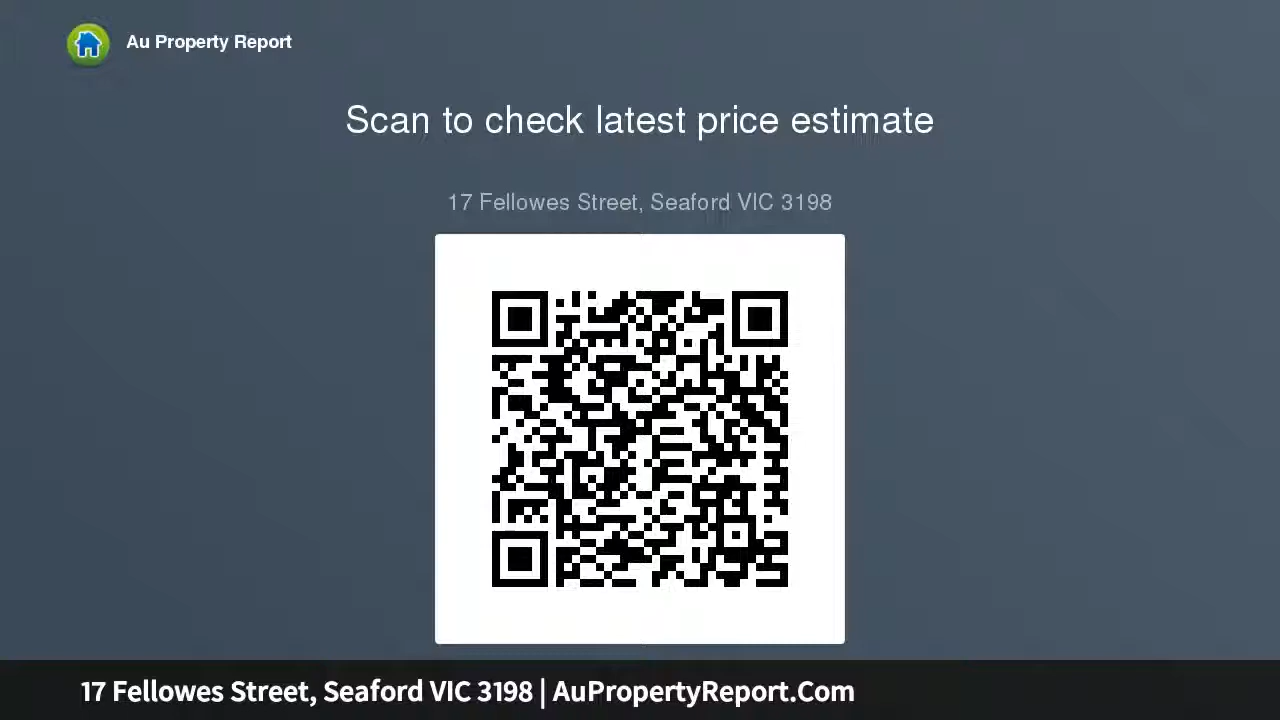 Au Property Report
Scan to check latest price estimate
17 Fellowes Street, Seaford VIC 3198
17 Fellowes Street, Seaford VIC 3198 | AuPropertyReport.Com